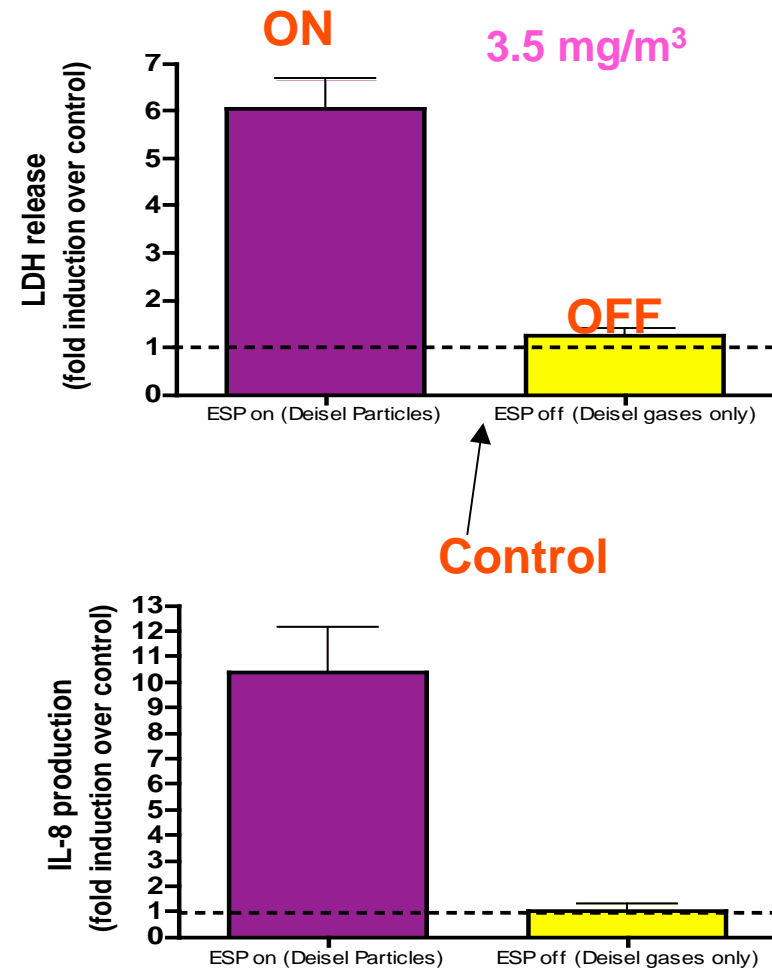 ON
3.5 mg/m³
LDH release
(fold induction over control)
7
6
5
4
3
2
1
0
OFF
ESP on (Deisel Particles)
ESP off (Deisel gases only)
Control
IL-8 production
(fold induction over control)
13
12
11
10
9
8
7
6
5
4
3
2
1
0
ESP on (Deisel Particles)
ESP off (Deisel gases only)